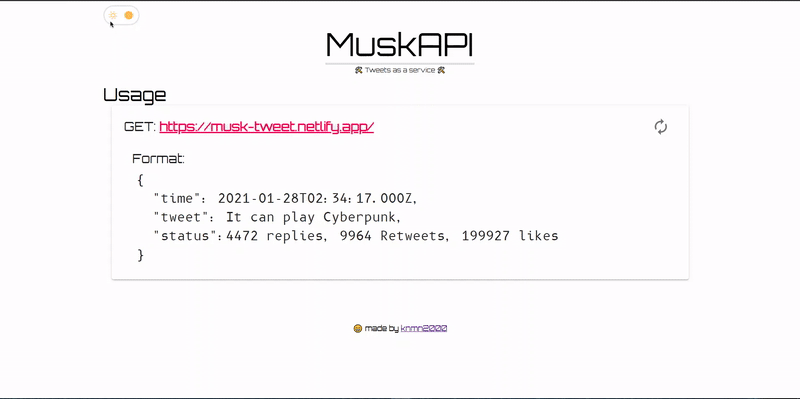 MuskAPI
🛠 Tweets as a service 🛠
Usage
GET: https://musk-tweet.netlify.app/
Format:
{
"time": 2021-01-28T02:34:17.000Z,
"tweet": It can play Cyberpunk,
"status":4472 replies, 9964 Retweets, 199927 likes
}
😀 made by knmn2000